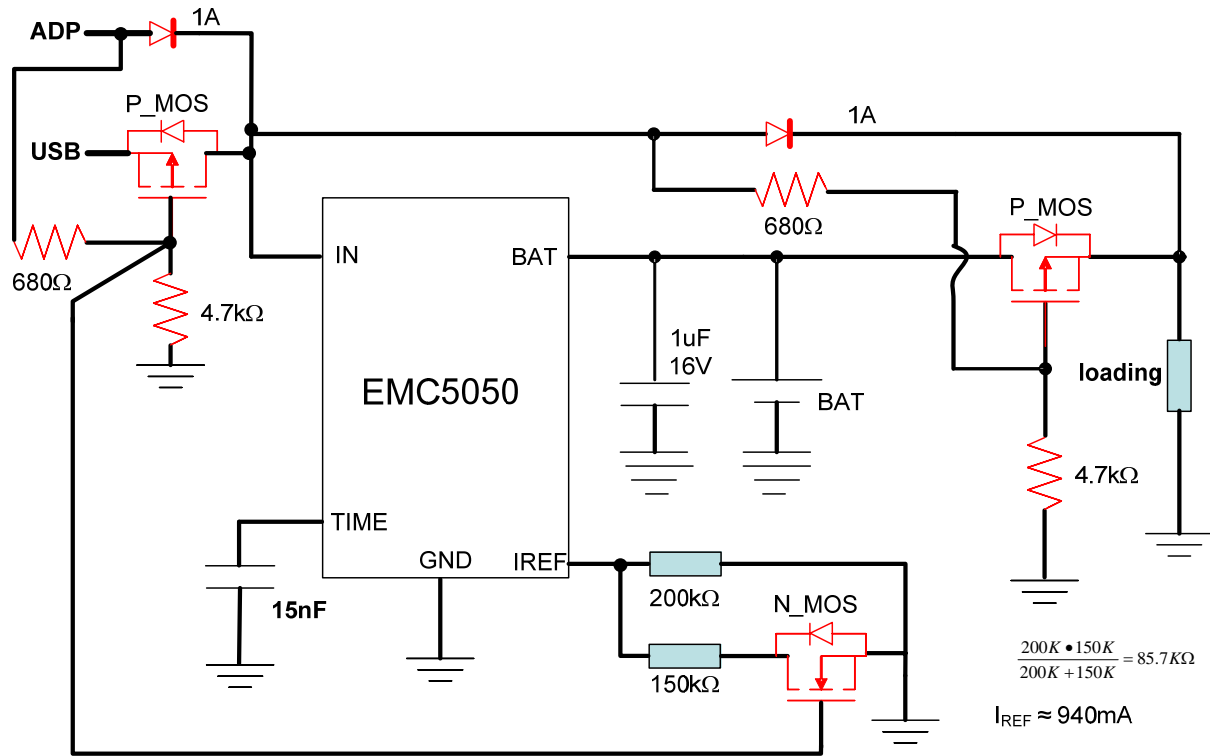 ADP
1A
P_MOS
USB
680Ω
4.7kΩ
1A
680Ω
P_MOS
IN
BAT
EMC5050
1uF
16V
BAT
loading
4.7kΩ
TIME
GND
IREF
15nF
200kΩ
150kΩ
N_MOS
200K • 150K
200K + 150K = 85.7KΩ
IREF ≈ 940mA